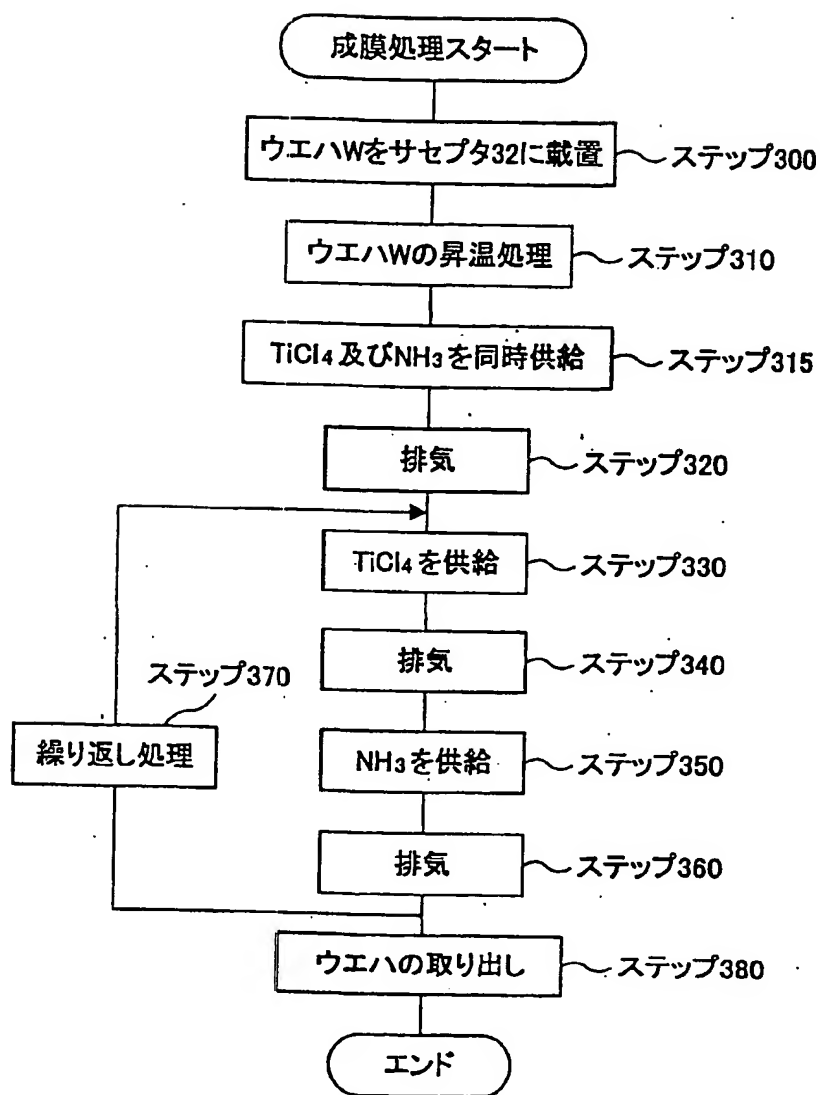 成膜処理スタート
ウエハWをサセプタ32に載置
ステップ300
ウエハWの昇温処理
ステップ310
TiCl₄及びNH₃を同時供給
ステップ315
排気
ステップ320
TiCl₄を供給
ステップ330
排気
ステップ340
ステップ370
繰り返し処理
NH₃を供給
ステップ350
排気
ステップ360
ウエハの取り出し
ステップ380
エンド